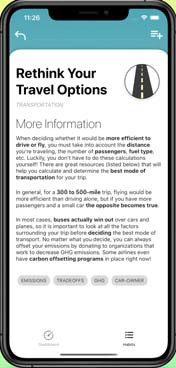 11:26
Rethink Your
Travel Options
TRANSPORTATION
More Information
When deciding whether it would be more efficient to
drive or fly, you must take into account the distance
you're traveling, the number of passengers, fuel type,
etc. Luckily, you don't have to do these calculations
yourself! There are great resources (listed below) that will
help you calculate and determine the best mode of
transportation for your trip.
In general, for a 300 to 500-mile trip, flying would be
more efficient than driving alone, but if you have more
passengers and a small car the opposite becomes true.
In most cases, buses actually win out over cars and
planes, so it is important to look at all the factors
surrounding your trip before deciding the best mode of
transport. No matter what you decide, you can always
offset your emissions by donating to organizations that
work to decrease GHG emissions. Some airlines even
have carbon offsetting programs in place right now!
EMISSIONS TRADEOFFS GHG CAR-OWNER
Dashboard Habits